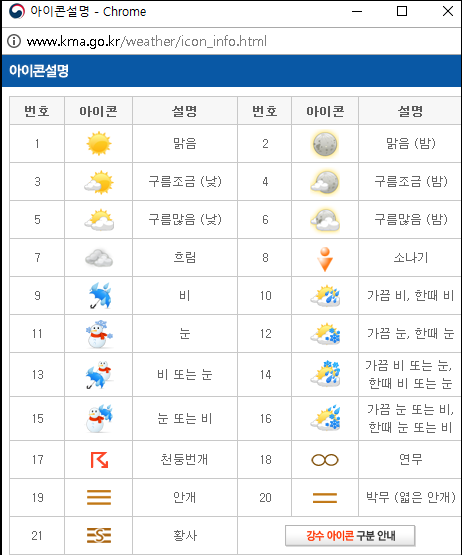 아이콘설명 - Chrome
www.kma.go.kr/weather/icon_info.html
아이콘설명
번호 아이콘 설명 번호 아이콘 설명
1 맑음 2 맑음 (밤)
3 구름조금 (낮) 4 구름조금 (밤)
5 구름많음 (낮) 6 구름많음 (밤)
7 흐림 8 소나기
9 비 10 가끔 비, 한때 비
11 눈 12 가끔 눈, 한때 눈
13 비 또는 눈 14 가끔 비 또는 눈,
한때 비 또는 눈
15 눈 또는 비 16 가끔 눈 또는 비,
한때 눈 또는 비
17 천둥번개 18 연무
19 안개 20 박무 (엷은 안개)
21 황사 강수 아이콘 구분 안내